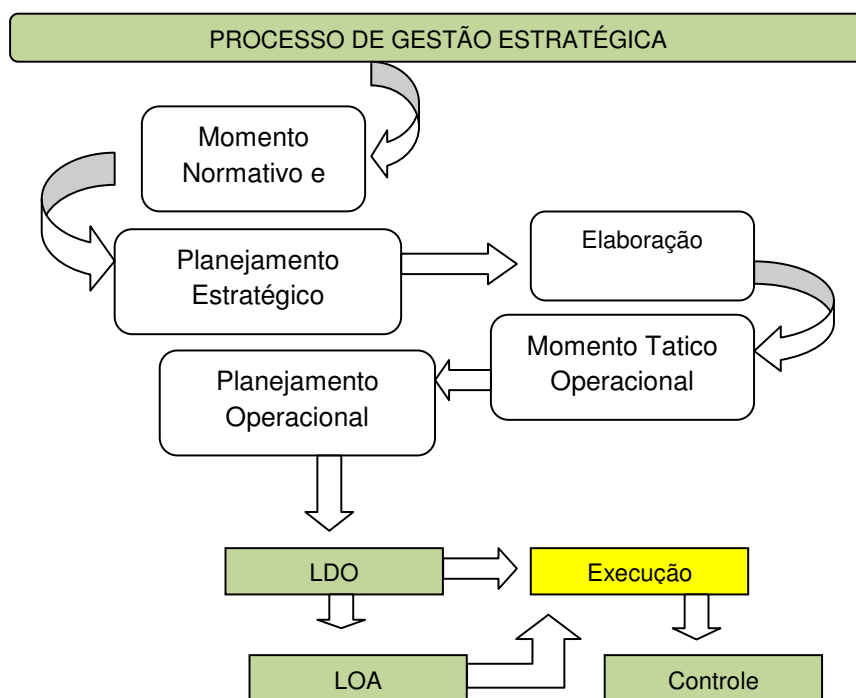 PROCESSO DE GESTÃO ESTRATÉGICA
Momento
Normativo e
Planejamento
Estratégico
Elaboração
Momento Tatico
Operacional
Planejamento
Operacional
LDO
Execução
LOA
Controle